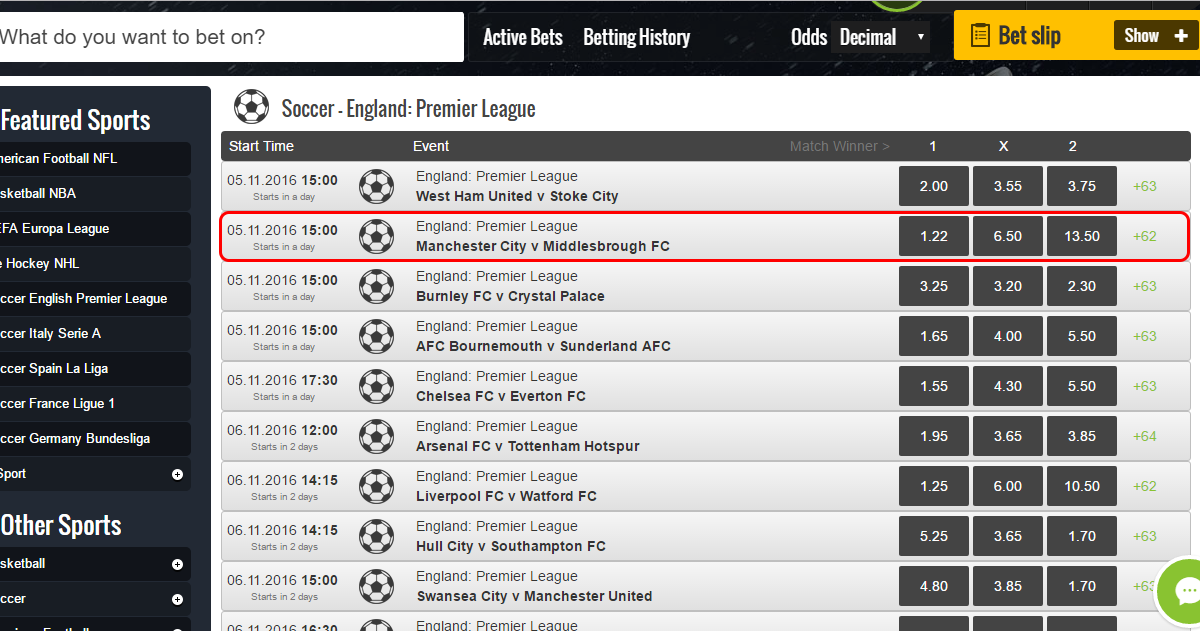 What do you want to bet on?
Active Bets
Betting History
Odds
Decimal
Bet slip
Show +
Featured Sports
merican Football NFL
sketball NBA
EFA Europa League
e Hockey NHL
ccer English Premier League
ccer Italy Serie A
ccer Spain La Liga
ccer France Ligue 1
ccer Germany Bundesliga
Sport
Other Sports
sketball
ccer
Soccer - England: Premier League
Start Time Event Match Winner > 1 X 2
England: Premier League
05.11.2016 15:00 2.00 3.55 3.75 +63
Starts in a day West Ham United v Stoke City
England: Premier League
05.11.2016 15:00 1.22 6.50 13.50 +62
Starts in a day Manchester City v Middlesbrough FC
England: Premier League
05.11.2016 15:00 3.25 3.20 2.30 +63
Starts in a day Burnley FC v Crystal Palace
England: Premier League
05.11.2016 15:00 1.65 4.00 5.50 +63
Starts in a day AFC Bournemouth v Sunderland AFC
England: Premier League
05.11.2016 17:30 1.55 4.30 5.50 +63
Starts in a day Chelsea FC v Everton FC
England: Premier League
06.11.2016 12:00 1.95 3.65 3.85 +64
Starts in 2 days Arsenal FC v Tottenham Hotspur
England: Premier League
06.11.2016 14:15 1.25 6.00 10.50 +62
Starts in 2 days Liverpool FC v Watford FC
England: Premier League
06.11.2016 14:15 5.25 3.65 1.70 +63
Starts in 2 days Hull City v Southampton FC
England: Premier League
06.11.2016 15:00 4.80 3.85 1.70 +63
Starts in 2 days Swansea City v Manchester United
England: Premier League
06.11.2016 16:30